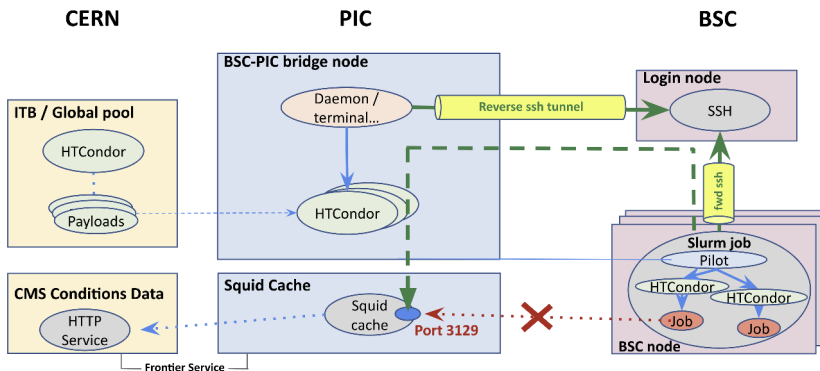 CERN
PIC
BSC
BSC-PIC bridge node
Login node
Daemon /
terminal...
Reverse ssh tunnel
SSH
ITB / Global pool
HTCondor
Payloads
HTCondor
fwd ssh
Slurm job
Pilot
HTCondor
HTCondor
Job
Job
BSC node
CMS Conditions Data
HTTP
Service
Squid Cache
Squid
cache
Port 3129
Frontier Service